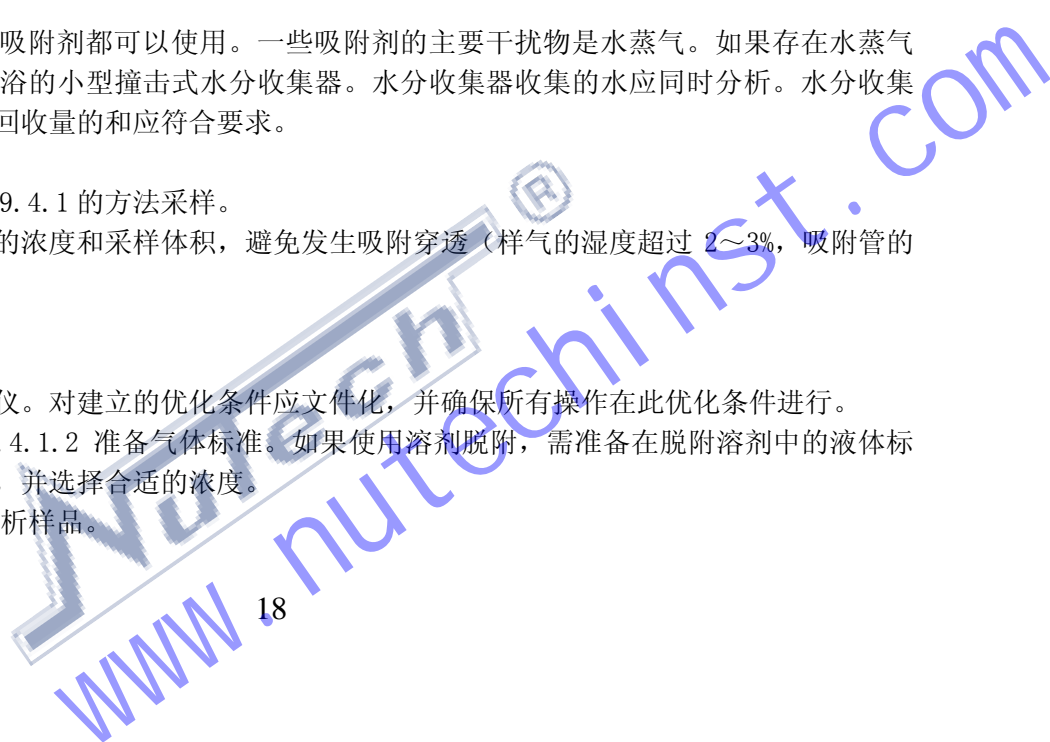 吸附剂都可以使用。一些吸附剂的主要干扰物是水蒸气。如果存在水蒸气
浴的小型撞击式水分收集器。水分收集器收集的水应同时分析。水分收集
回收量的和应符合要求。
9.4.1 的方法采样。
的浓度和采样体积，避免发生吸附穿透（样气的湿度超过 2～3%，吸附管的
仪。对建立的优化条件应文件化，并确保所有操作在此优化条件进行。
.4.1.2 准备气体标准。如果使用溶剂脱附，需准备在脱附溶剂中的液体标
，并选择合适的浓度。
析样品。
18
NuTech ®
www.nutechinst.com